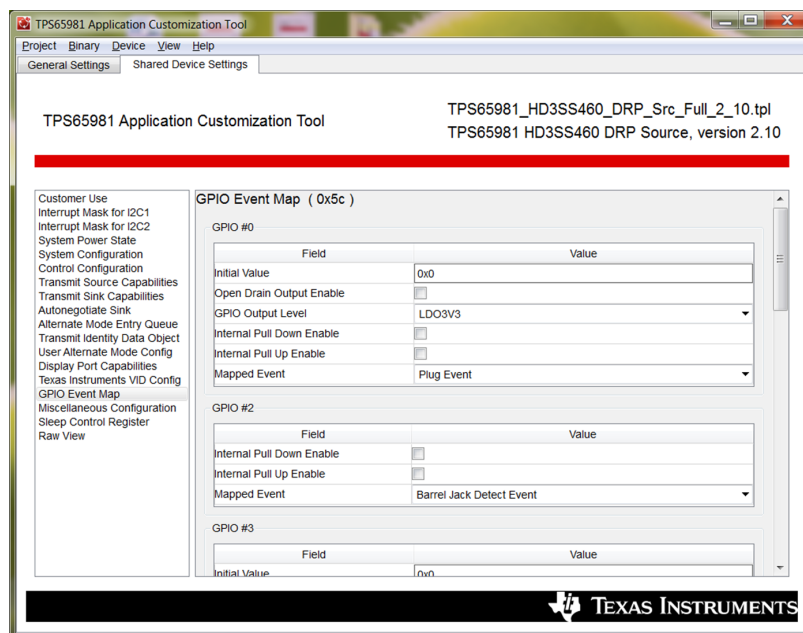 TPS65981 Application Customization Tool
Project Binary Device View Help
General Settings Shared Device Settings
TPS65981 Application Customization Tool
TPS65981_HD3SS460_DRP_Src_Full_2_10.tpl
TPS65981 HD3SS460 DRP Source, version 2.10
Customer Use
Interrupt Mask for I2C1
Interrupt Mask for I2C2
System Power State
System Configuration
Control Configuration
Transmit Source Capabilities
Transmit Sink Capabilities
Autonegotiate Sink
Alternate Mode Entry Queue
Transmit Identity Data Object
User Alternate Mode Config
Display Port Capabilities
Texas Instruments VID Config
GPIO Event Map
Miscellaneous Configuration
Sleep Control Register
Raw View
GPIO Event Map ( 0x5c )
GPIO #0
Field Value
Initial Value 0x0
Open Drain Output Enable
GPIO Output Level LDO3V3
Internal Pull Down Enable
Internal Pull Up Enable
Mapped Event Plug Event
GPIO #2
Field Value
Internal Pull Down Enable
Internal Pull Up Enable
Mapped Event Barrel Jack Detect Event
GPIO #3
Field Value
Initial Value 0x0
TEXAS INSTRUMENTS